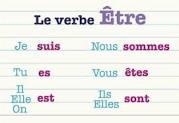 Le verbe Être
Je suis Nous sommes
Tu es Vous êtes
Il
Elle est
On
Ils
Elles sont